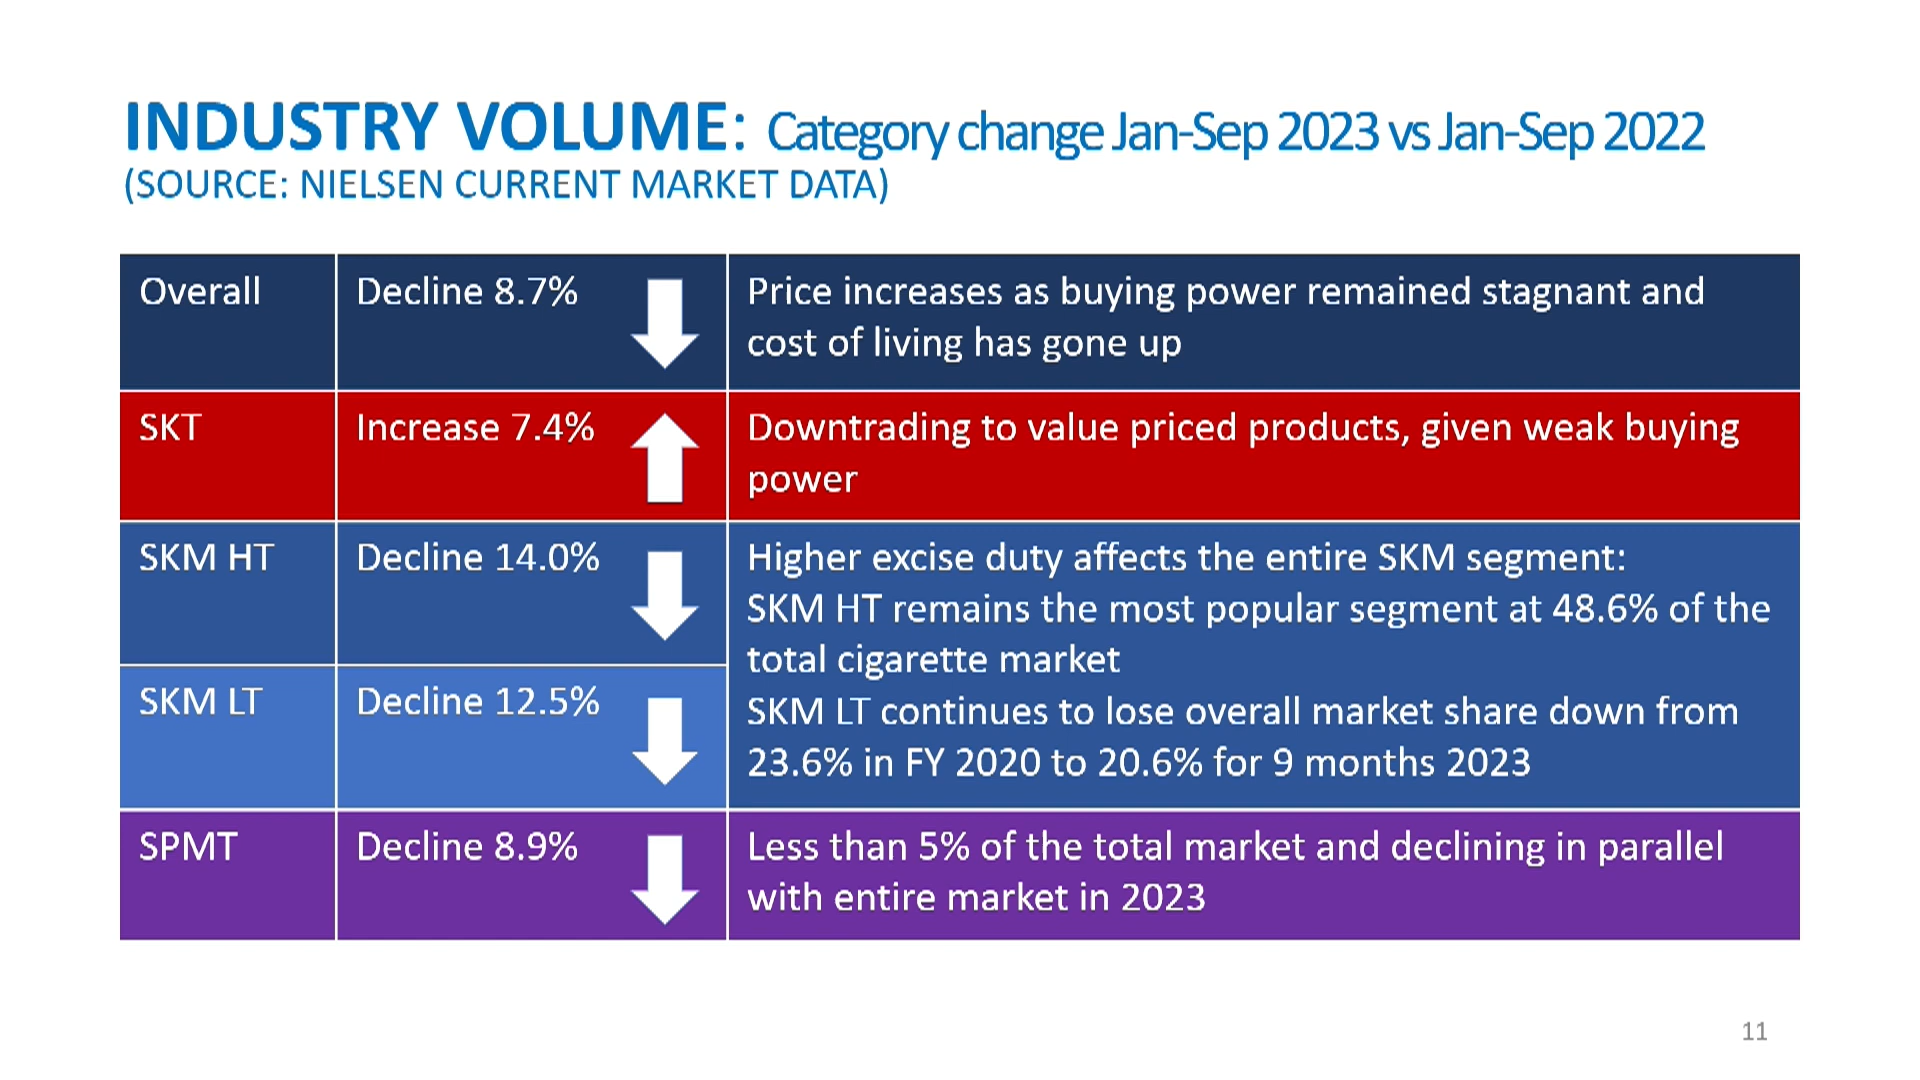 INDUSTRY VOLUME: Category change Jan-Sep 2023 vs Jan-Sep 2022
(SOURCE: NIELSEN CURRENT MARKET DATA)
Overall
Decline 8.7%
Price increases as buying power remained stagnant and
cost of living has gone up
SKT
Increase 7.4%
Downtrading to value priced products, given weak buying
power
SKM HT
Decline 14.0%
Higher excise duty affects the entire SKM segment:
SKM HT remains the most popular segment at 48.6% of the
total cigarette market
SKM LT
Decline 12.5%
SKM LT continues to lose overall market share down from
23.6% in FY 2020 to 20.6% for 9 months 2023
SPMT
Decline 8.9%
Less than 5% of the total market and declining in parallel
with entire market in 2023
11